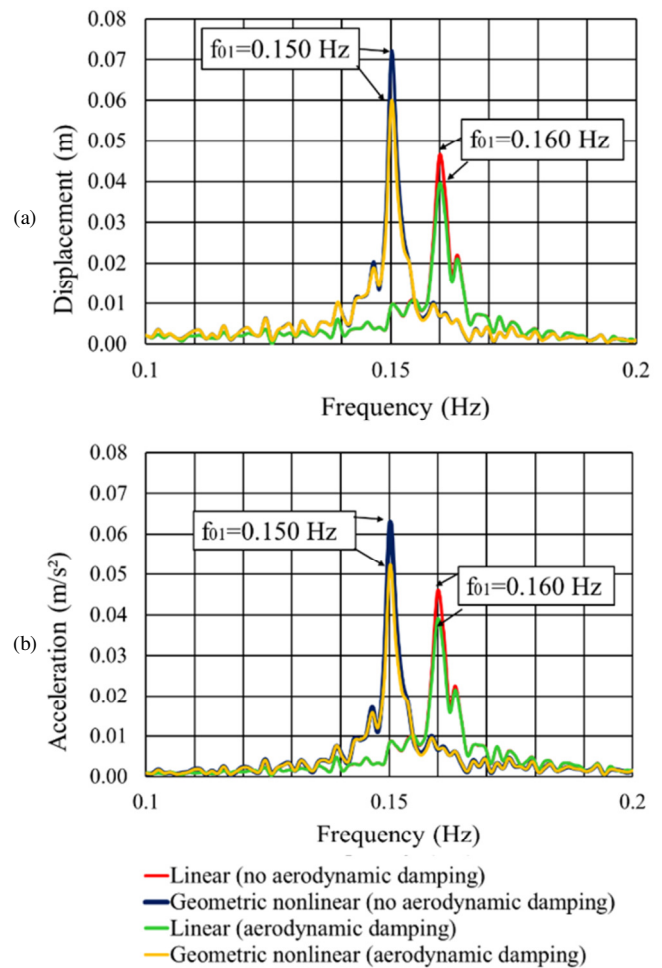 (a)
Displacement (m)
0.08
0.07
0.06
0.05
0.04
0.03
0.02
0.01
0.00
f01=0.150 Hz
f01=0.160 Hz
0.1
0.15
0.2
Frequency (Hz)
(b)
Acceleration (m/s²)
0.08
0.07
0.06
0.05
0.04
0.03
0.02
0.01
0.00
f01=0.150 Hz
f01=0.160 Hz
0.1
0.15
0.2
Frequency (Hz)
Linear (no aerodynamic damping)
Geometric nonlinear (no aerodynamic damping)
Linear (aerodynamic damping)
Geometric nonlinear (aerodynamic damping)